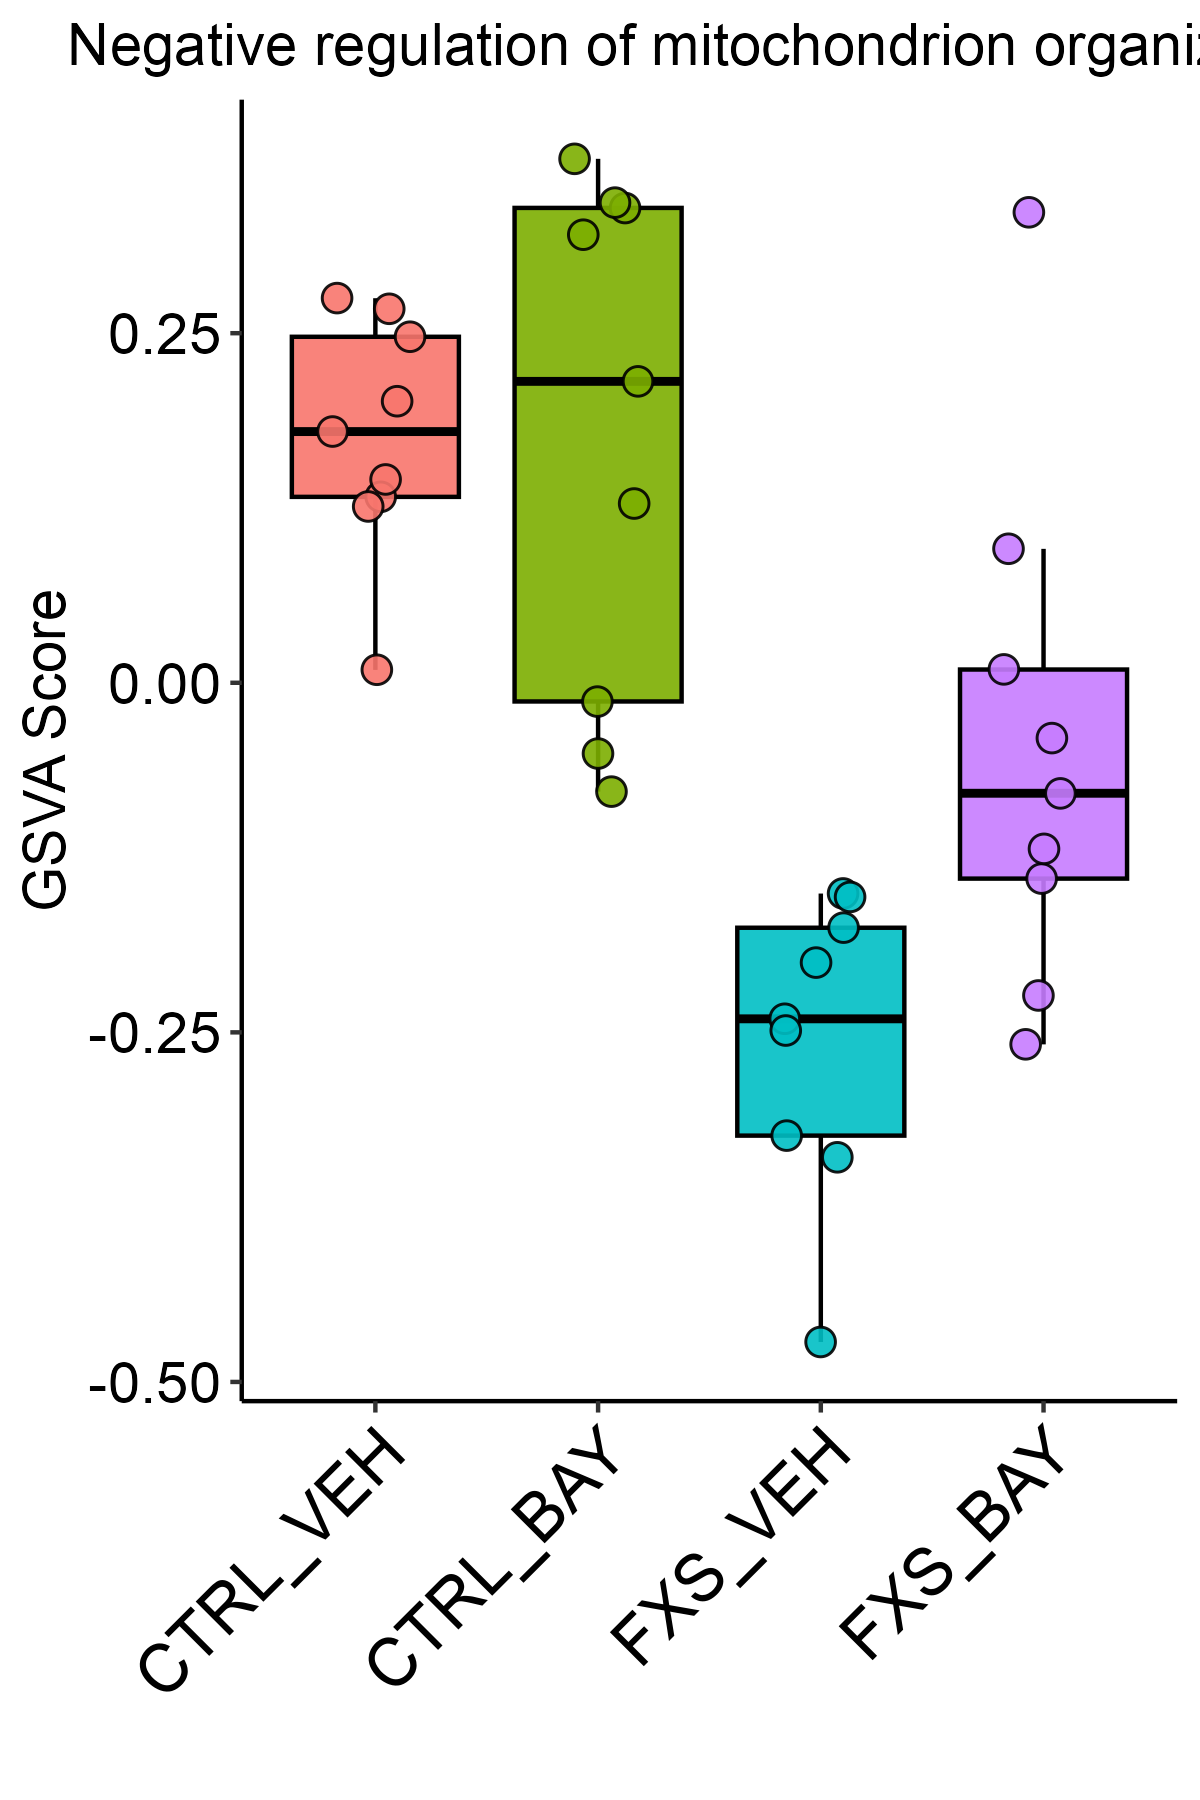 Negative regulation of mitochondrion organi
GSVA Score
0.25
0.00
-0.25
-0.50
CTRL_VEH
CTRL_BAY
FXS_VEH
FXS_BAY